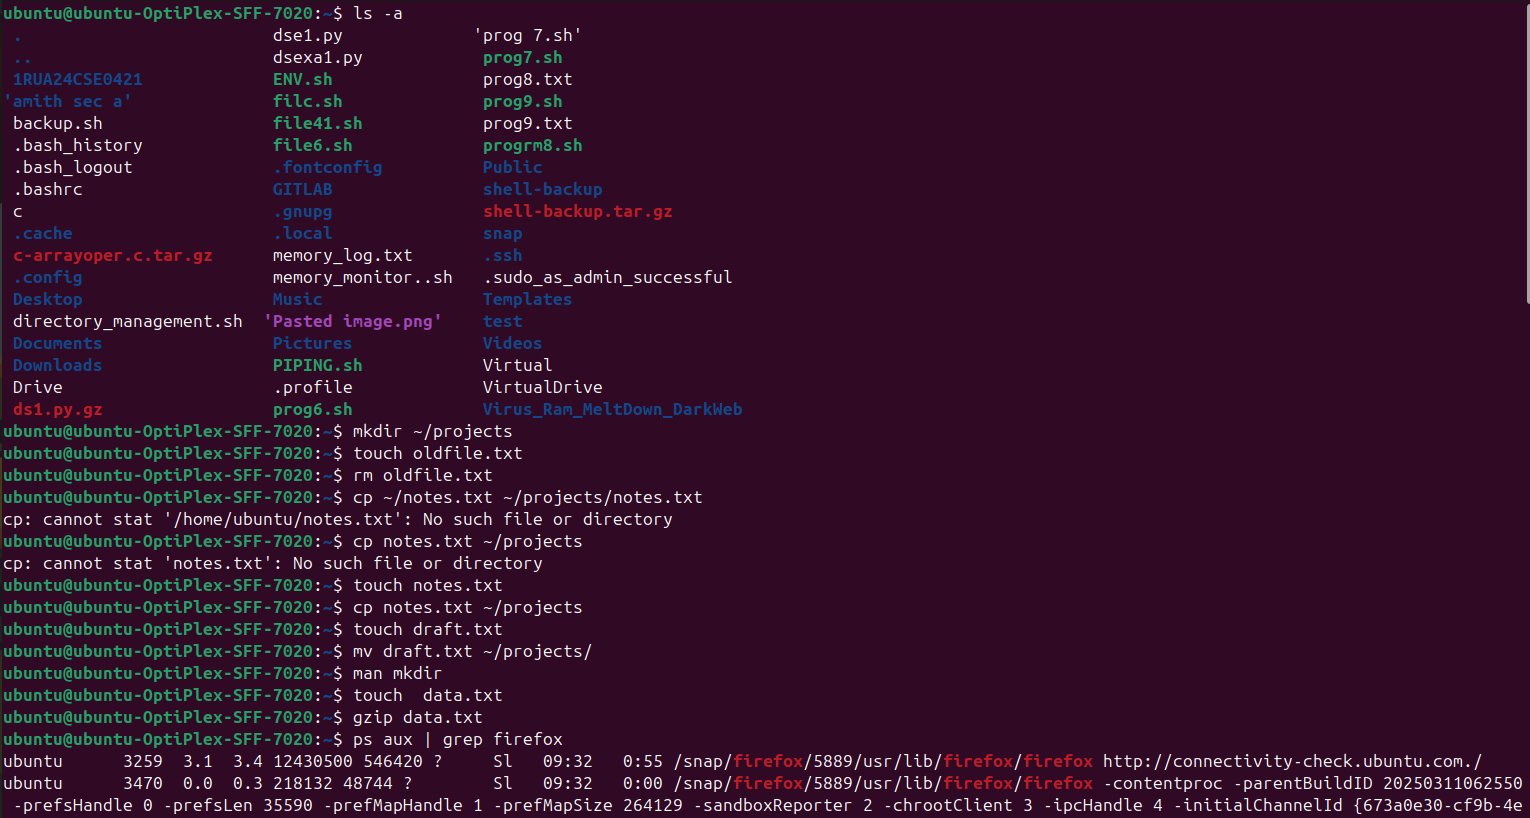 ubuntu@ubuntu-OptiPlex-SFF-7020:~$ ls -a
.                         dse1.py             'prog 7.sh'
..                        dsexa1.py            prog7.sh
1RUA24CSE0421             ENV.sh               prog8.txt
'amith sec a'             filc.sh              prog9.sh
backup.sh                 file41.sh            prog9.txt
.bash_history             file6.sh             progrm8.sh
.bash_logout              .fontconfig          Public
.bashrc                   GITLAB               shell-backup
c                         .gnupg               shell-backup.tar.gz
.cache                    .local               snap
c-arrayoper.c.tar.gz      memory_log.txt       .ssh
.config                   memory_monitor..sh   .sudo_as_admin_successful
Desktop                   Music                Templates
directory_management.sh  'Pasted image.png'    test
Documents                 Pictures             Videos
Downloads                 PIPING.sh            Virtual
Drive                     .profile             VirtualDrive
ds1.py.gz                 prog6.sh             Virus_Ram_MeltDown_DarkWeb
ubuntu@ubuntu-OptiPlex-SFF-7020:~$ mkdir ~/projects
ubuntu@ubuntu-OptiPlex-SFF-7020:~$ touch oldfile.txt
ubuntu@ubuntu-OptiPlex-SFF-7020:~$ rm oldfile.txt
ubuntu@ubuntu-OptiPlex-SFF-7020:~$ cp ~/notes.txt ~/projects/notes.txt
cp: cannot stat '/home/ubuntu/notes.txt': No such file or directory
ubuntu@ubuntu-OptiPlex-SFF-7020:~$ cp notes.txt ~/projects
cp: cannot stat 'notes.txt': No such file or directory
ubuntu@ubuntu-OptiPlex-SFF-7020:~$ touch notes.txt
ubuntu@ubuntu-OptiPlex-SFF-7020:~$ cp notes.txt ~/projects
ubuntu@ubuntu-OptiPlex-SFF-7020:~$ touch draft.txt
ubuntu@ubuntu-OptiPlex-SFF-7020:~$ mv draft.txt ~/projects/
ubuntu@ubuntu-OptiPlex-SFF-7020:~$ man mkdir
ubuntu@ubuntu-OptiPlex-SFF-7020:~$ touch  data.txt
ubuntu@ubuntu-OptiPlex-SFF-7020:~$ gzip data.txt
ubuntu@ubuntu-OptiPlex-SFF-7020:~$ ps aux | grep firefox
ubuntu      3259  3.1  3.4 12430500 546420 ?     Sl   09:32   0:55 /snap/firefox/5889/usr/lib/firefox/firefox http://connectivity-check.ubuntu.com./
ubuntu      3470  0.0  0.3 218132 48744 ?        Sl   09:32   0:00 /snap/firefox/5889/usr/lib/firefox/firefox -contentproc -parentBuildID 20250311062550
-prefsHandle 0 -prefsLen 35590 -prefMapHandle 1 -prefMapSize 264129 -sandboxReporter 2 -chrootClient 3 -ipcHandle 4 -initialChannelId {673a0e30-cf9b-4e